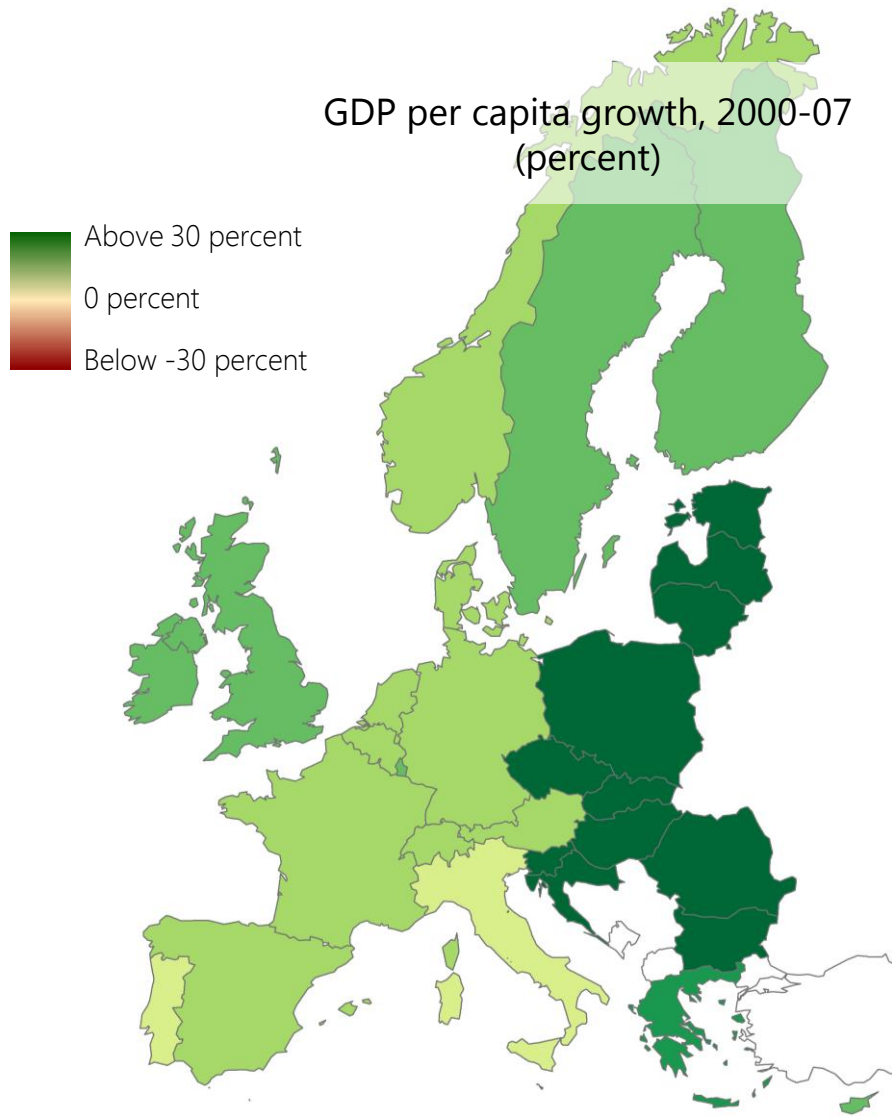 GDP per capita growth, 2000-07
(percent)
Above 30 percent
0 percent
Below -30 percent